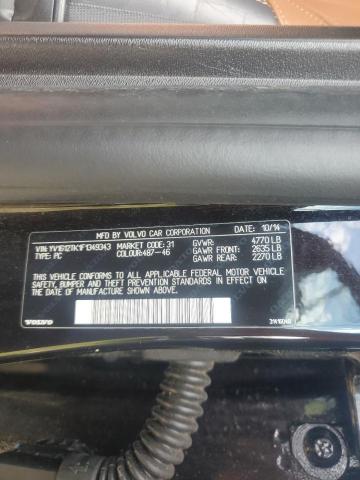 MFD BY VOLVO CAR CORPORATION 10/14
VIN: YV1612TK1F1349343 MARKET CODE: 31 GVWR: 4770 LB
TYPE: PC COLOUR:487-46 GAWR FRONT: 2635 LB
GAWR REAR: 2270 LB
THIS VEHICLE CONFORMS TO ALL APPLICABLE FEDERAL MOTOR VEHICLE
SAFETY, BUMPER AND THEFT PREVENTION STANDARDS IN EFFECT ON THE
DATE OF MANUFACTURE SHOWN ABOVE.
VOLVO